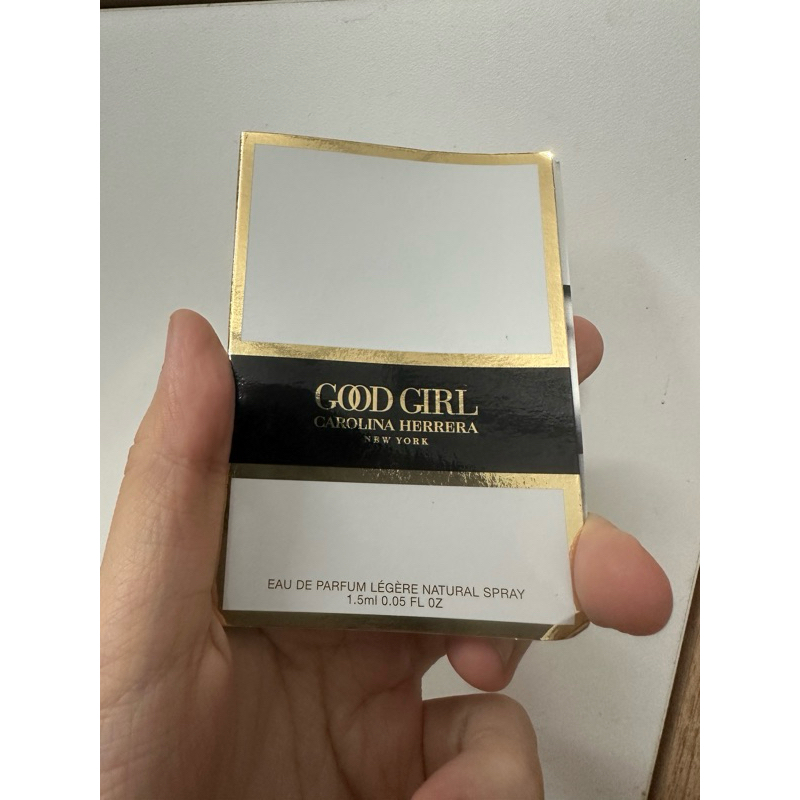 GOOD GIRL
CAROLINA HERRERA
NEW YORK
EAU DE PARFUM LÉGÈRE NATURAL SPRAY
1.5ml 0.05 FL OZ